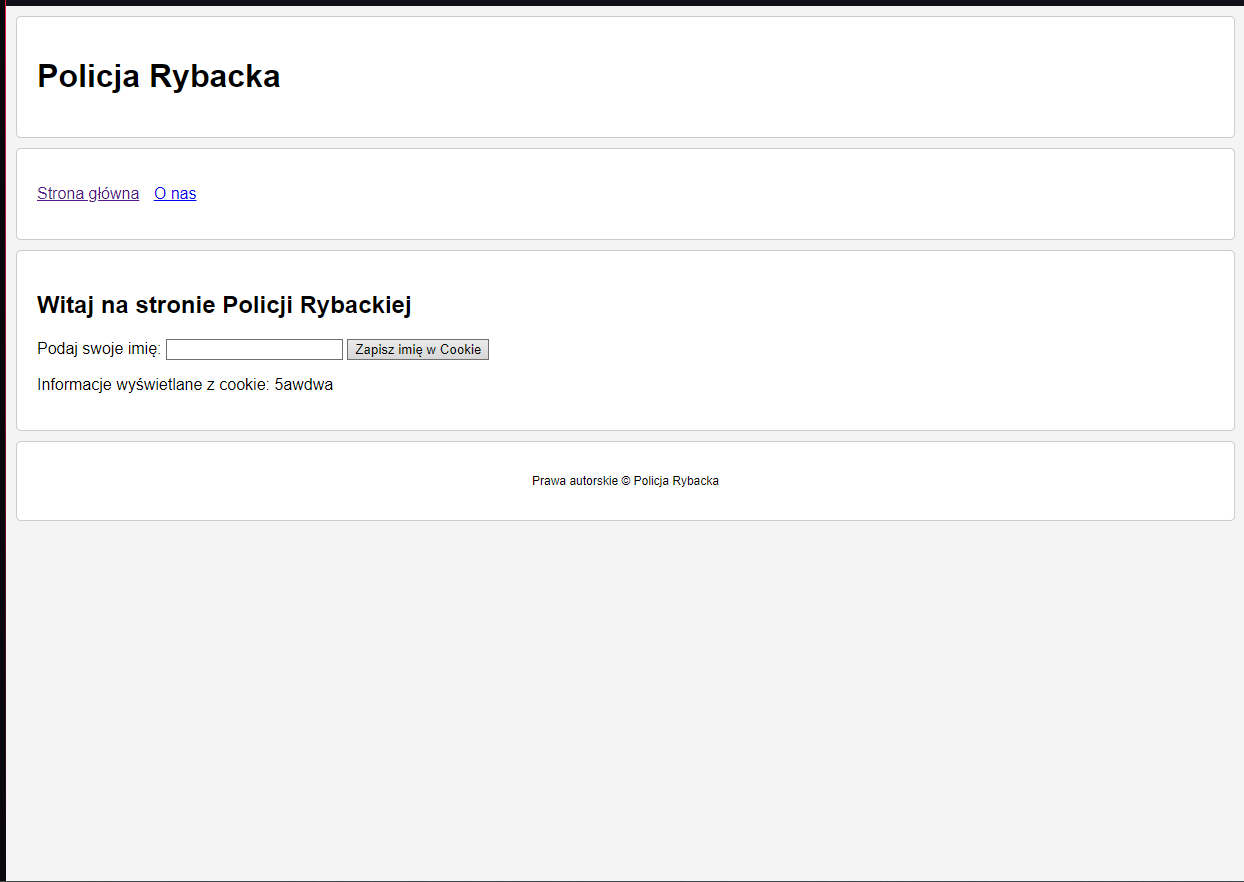 Policja Rybacka
Strona główna O nas
Witaj na stronie Policji Rybackiej
Podaj swoje imię: Zapisz imię w Cookie
Informacje wyświetlane z cookie: 5awdwa
Prawa autorskie © Policja Rybacka